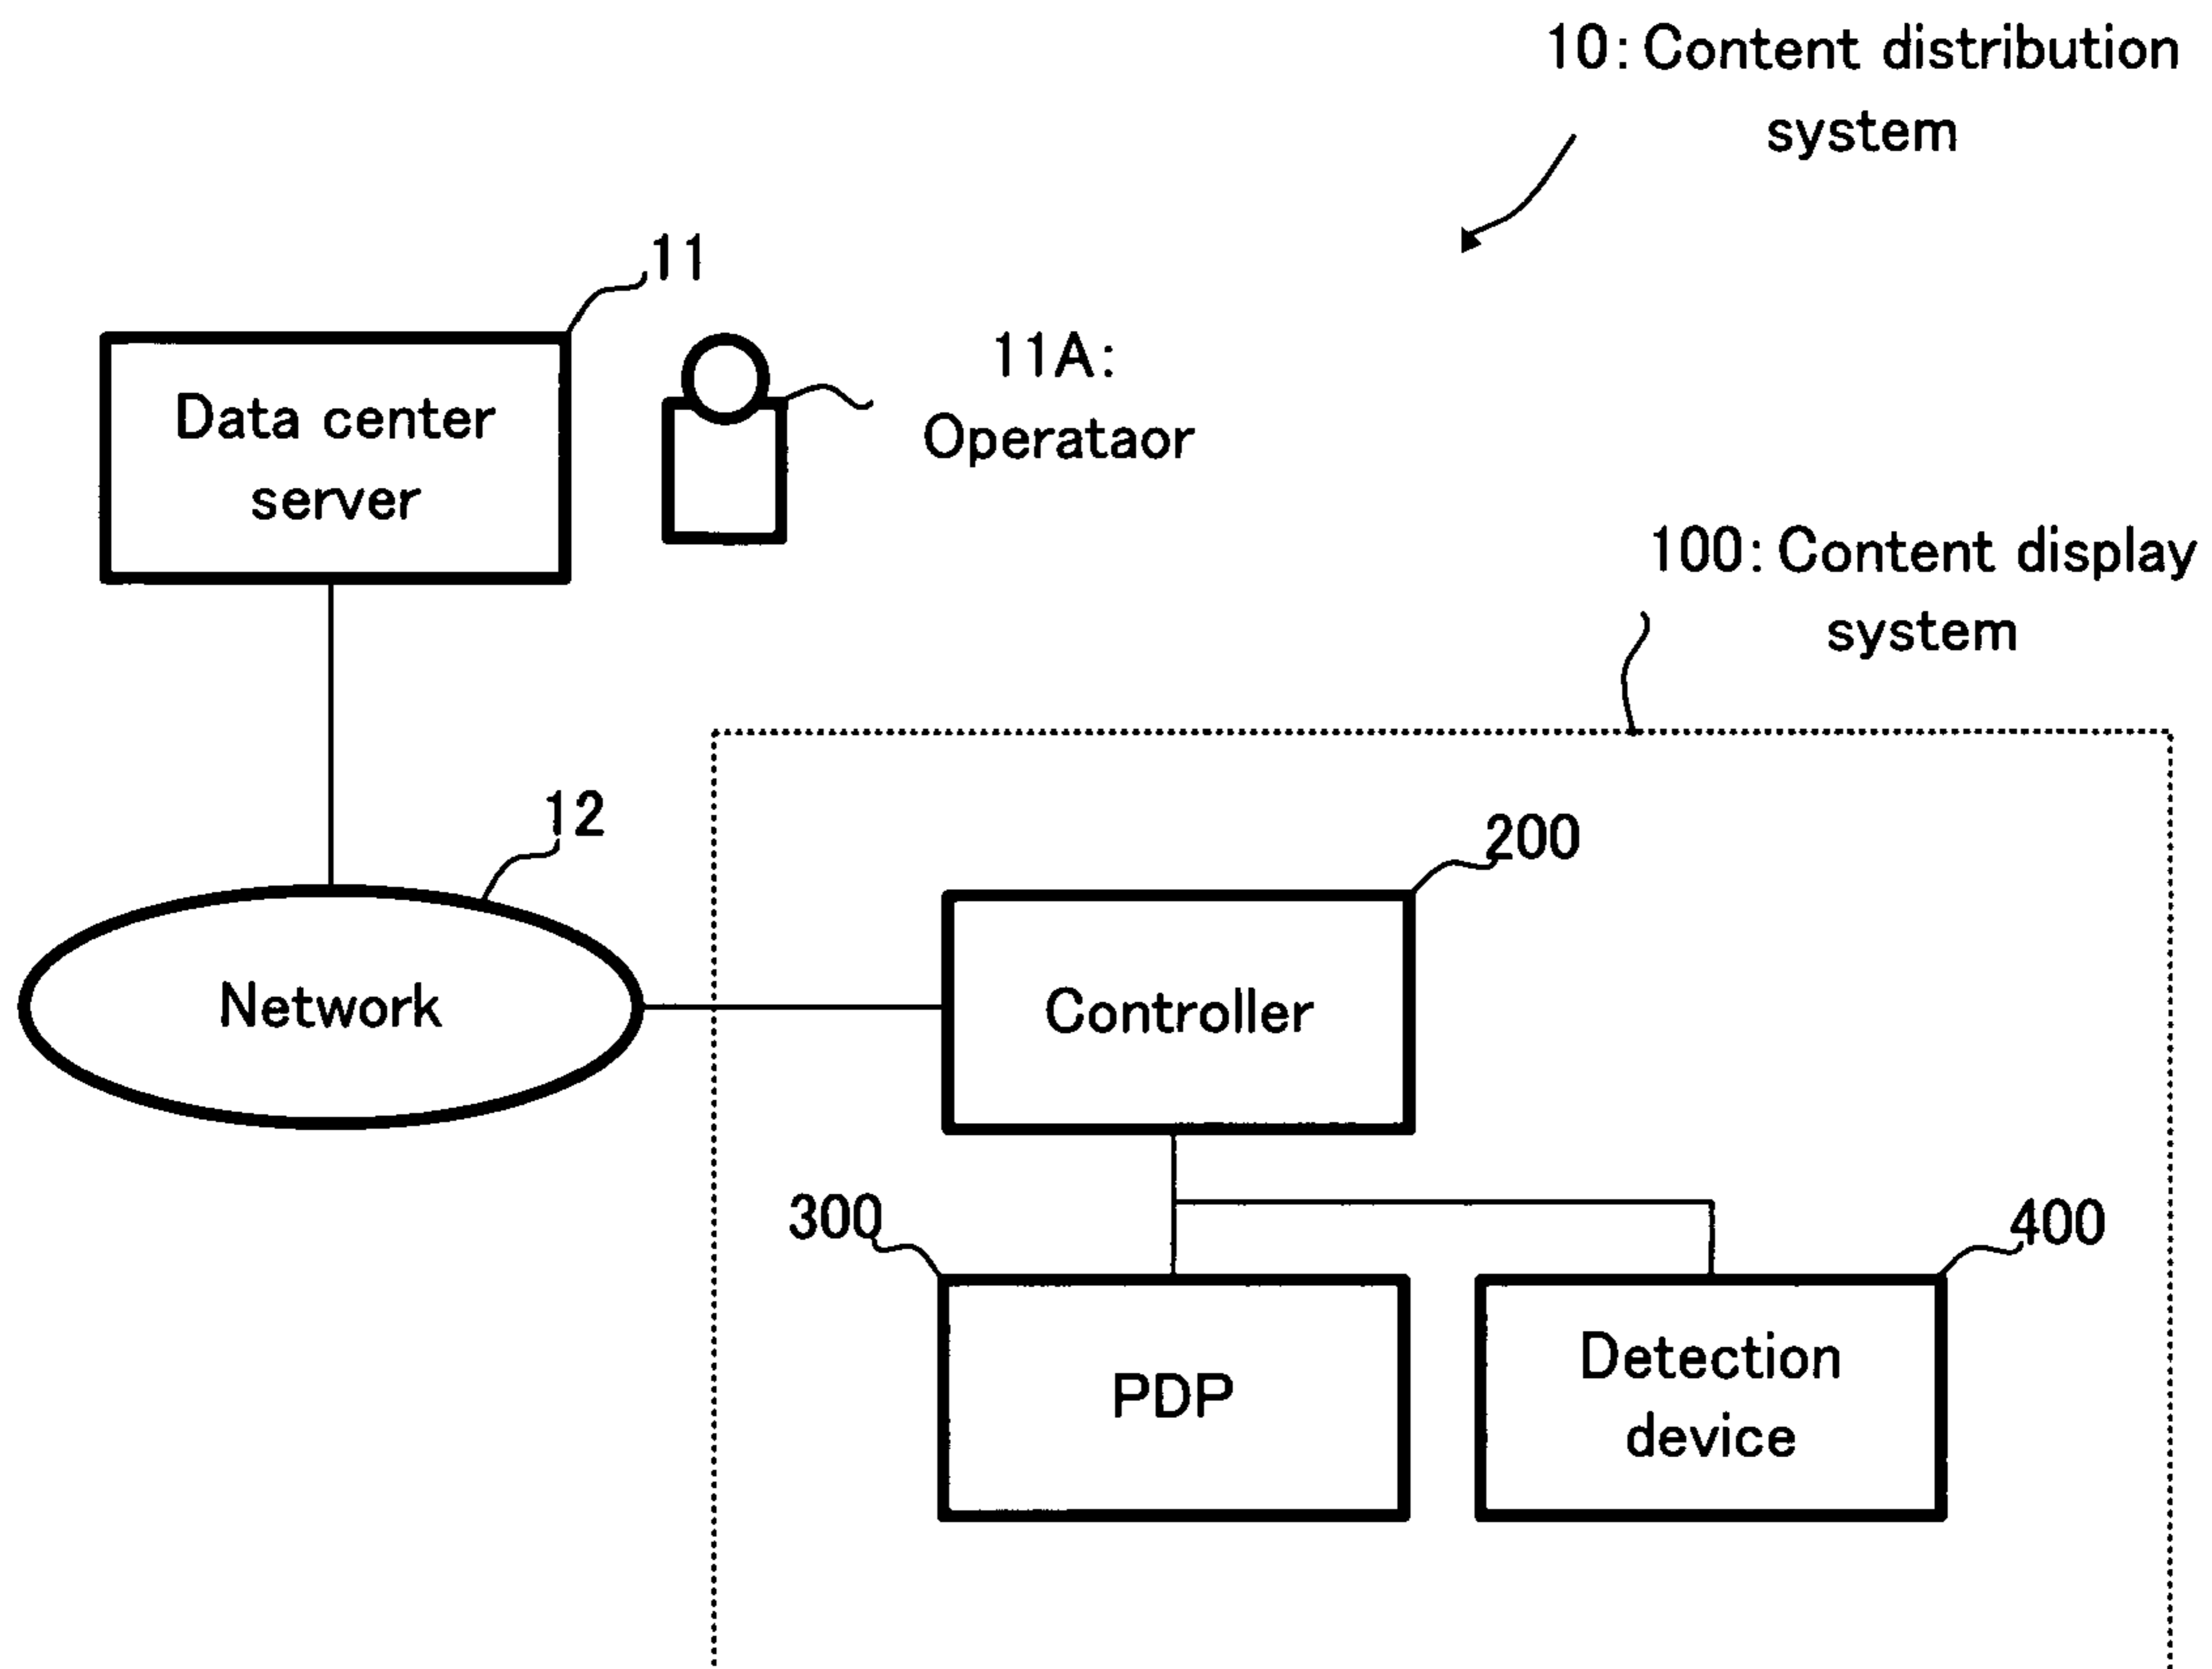 10: Content distribution
system
11
11A:
Operataor
Data center
server
100: Content display
system
12
200
Network
Controller
300
400
PDP
Detection
device